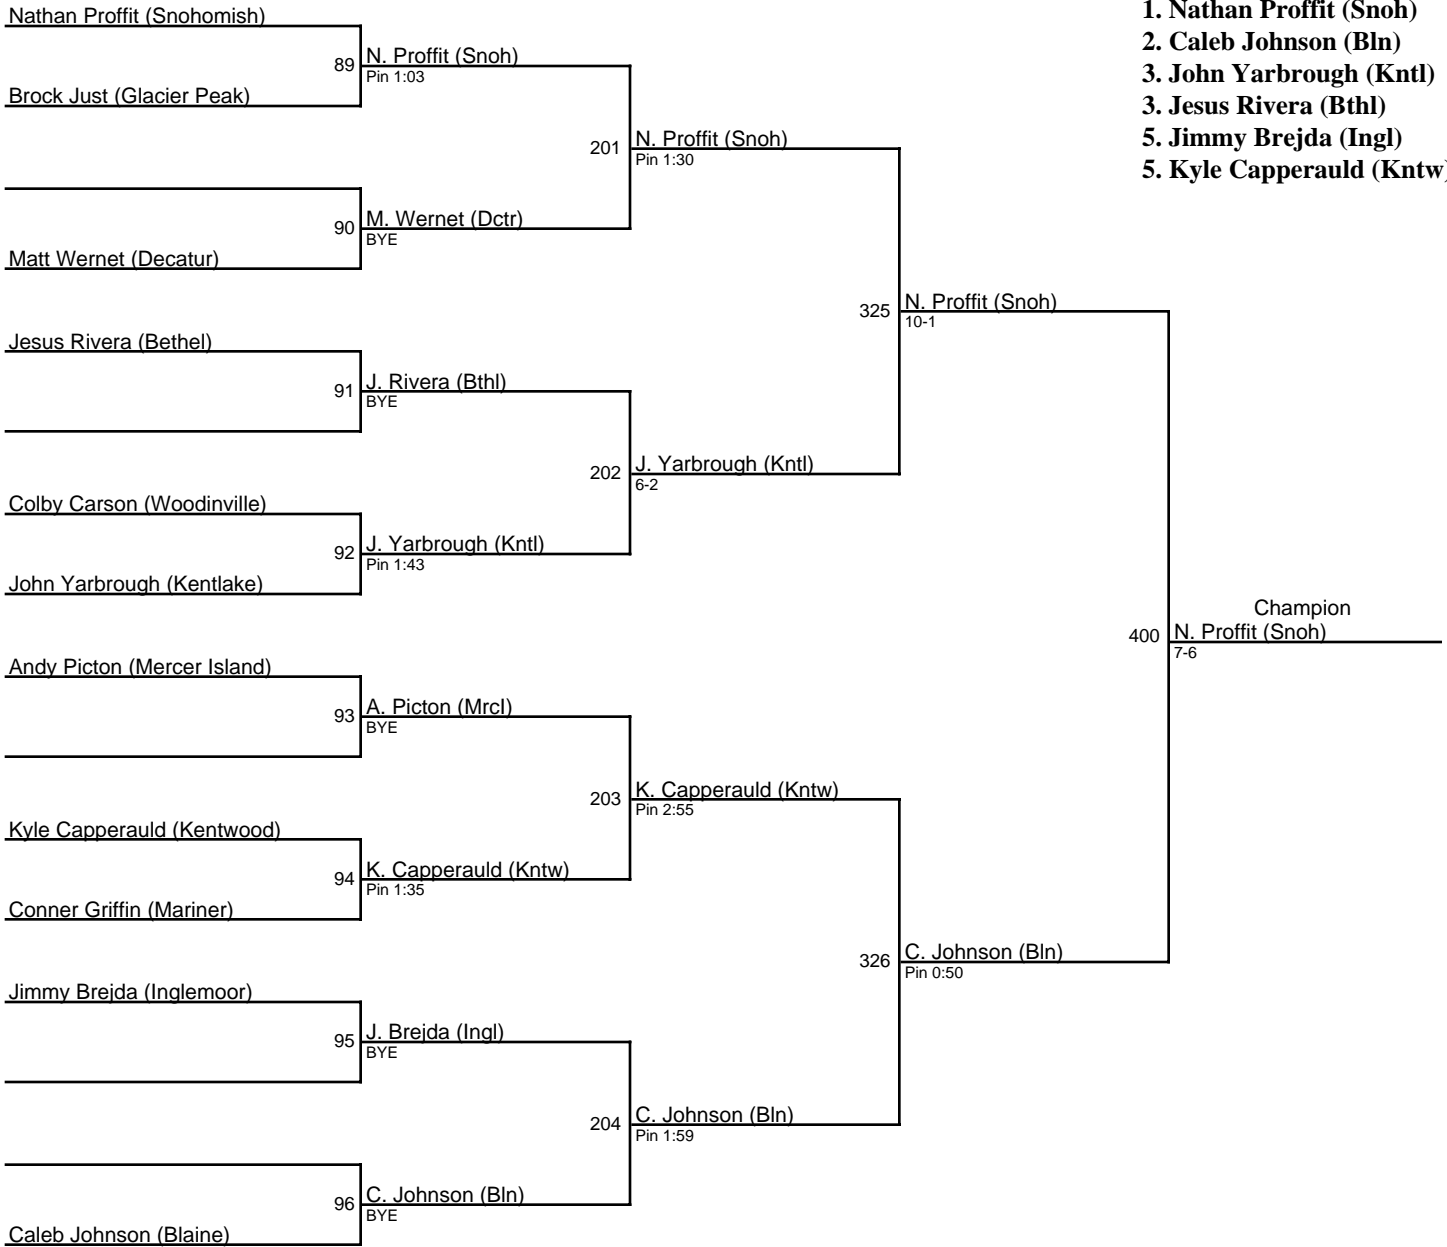 Nathan Proffit (Snohomish)
89
N. Proffit (Snoh)
Pin 1:03
Brock Just (Glacier Peak)
201
N. Proffit (Snoh)
Pin 1:30
90
M. Wernet (Dctr)
BYE
Matt Wernet (Decatur)
325
N. Proffit (Snoh)
10-1
Jesus Rivera (Bethel)
91
J. Rivera (Bthl)
BYE
202
J. Yarbrough (Kntl)
6-2
Colby Carson (Woodinville)
92
J. Yarbrough (Kntl)
Pin 1:43
John Yarbrough (Kentlake)
Champion
400
N. Proffit (Snoh)
7-6
Andy Picton (Mercer Island)
93
A. Picton (MrcI)
BYE
203
K. Capperauld (Kntw)
Pin 2:55
Kyle Capperauld (Kentwood)
94
K. Capperauld (Kntw)
Pin 1:35
Conner Griffin (Mariner)
326
C. Johnson (Bln)
Pin 0:50
Jimmy Brejda (Inglemoor)
95
J. Brejda (Ingl)
BYE
204
C. Johnson (Bln)
Pin 1:59
96
C. Johnson (Bln)
BYE
Caleb Johnson (Blaine)
1. Nathan Proffit (Snoh)
2. Caleb Johnson (Bln)
3. John Yarbrough (Kntl)
3. Jesus Rivera (Bthl)
5. Jimmy Brejda (Ingl)
5. Kyle Capperauld (Kntw)